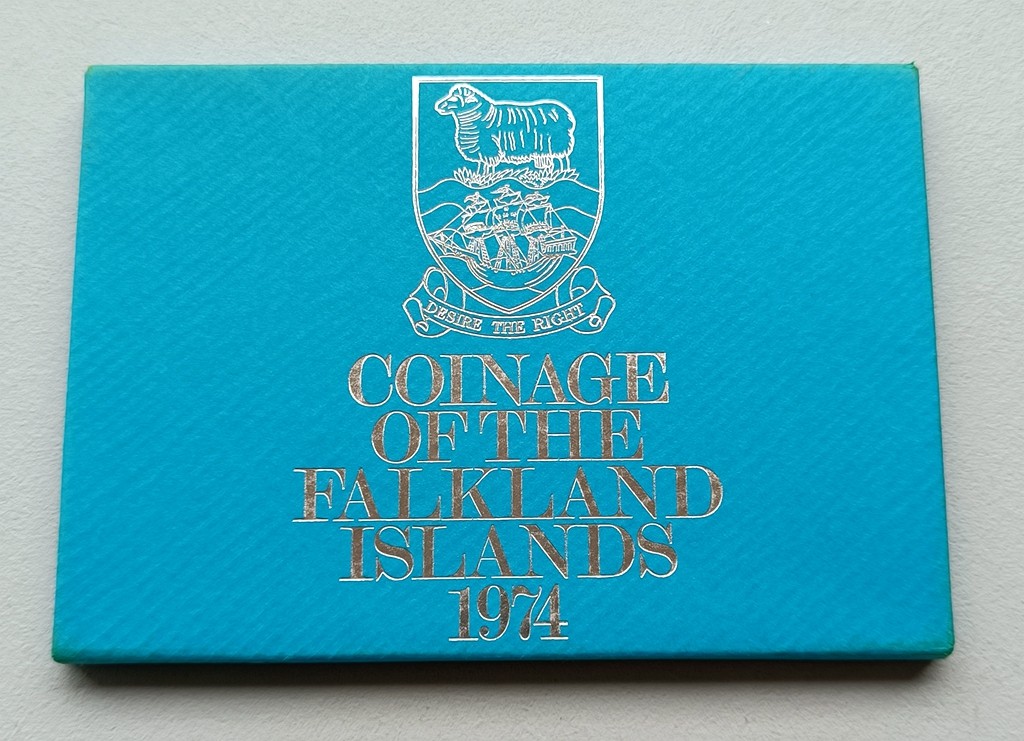 DESIRE THE RIGHT
COINAGE
OF THE
FALKLAND
ISLANDS
1974